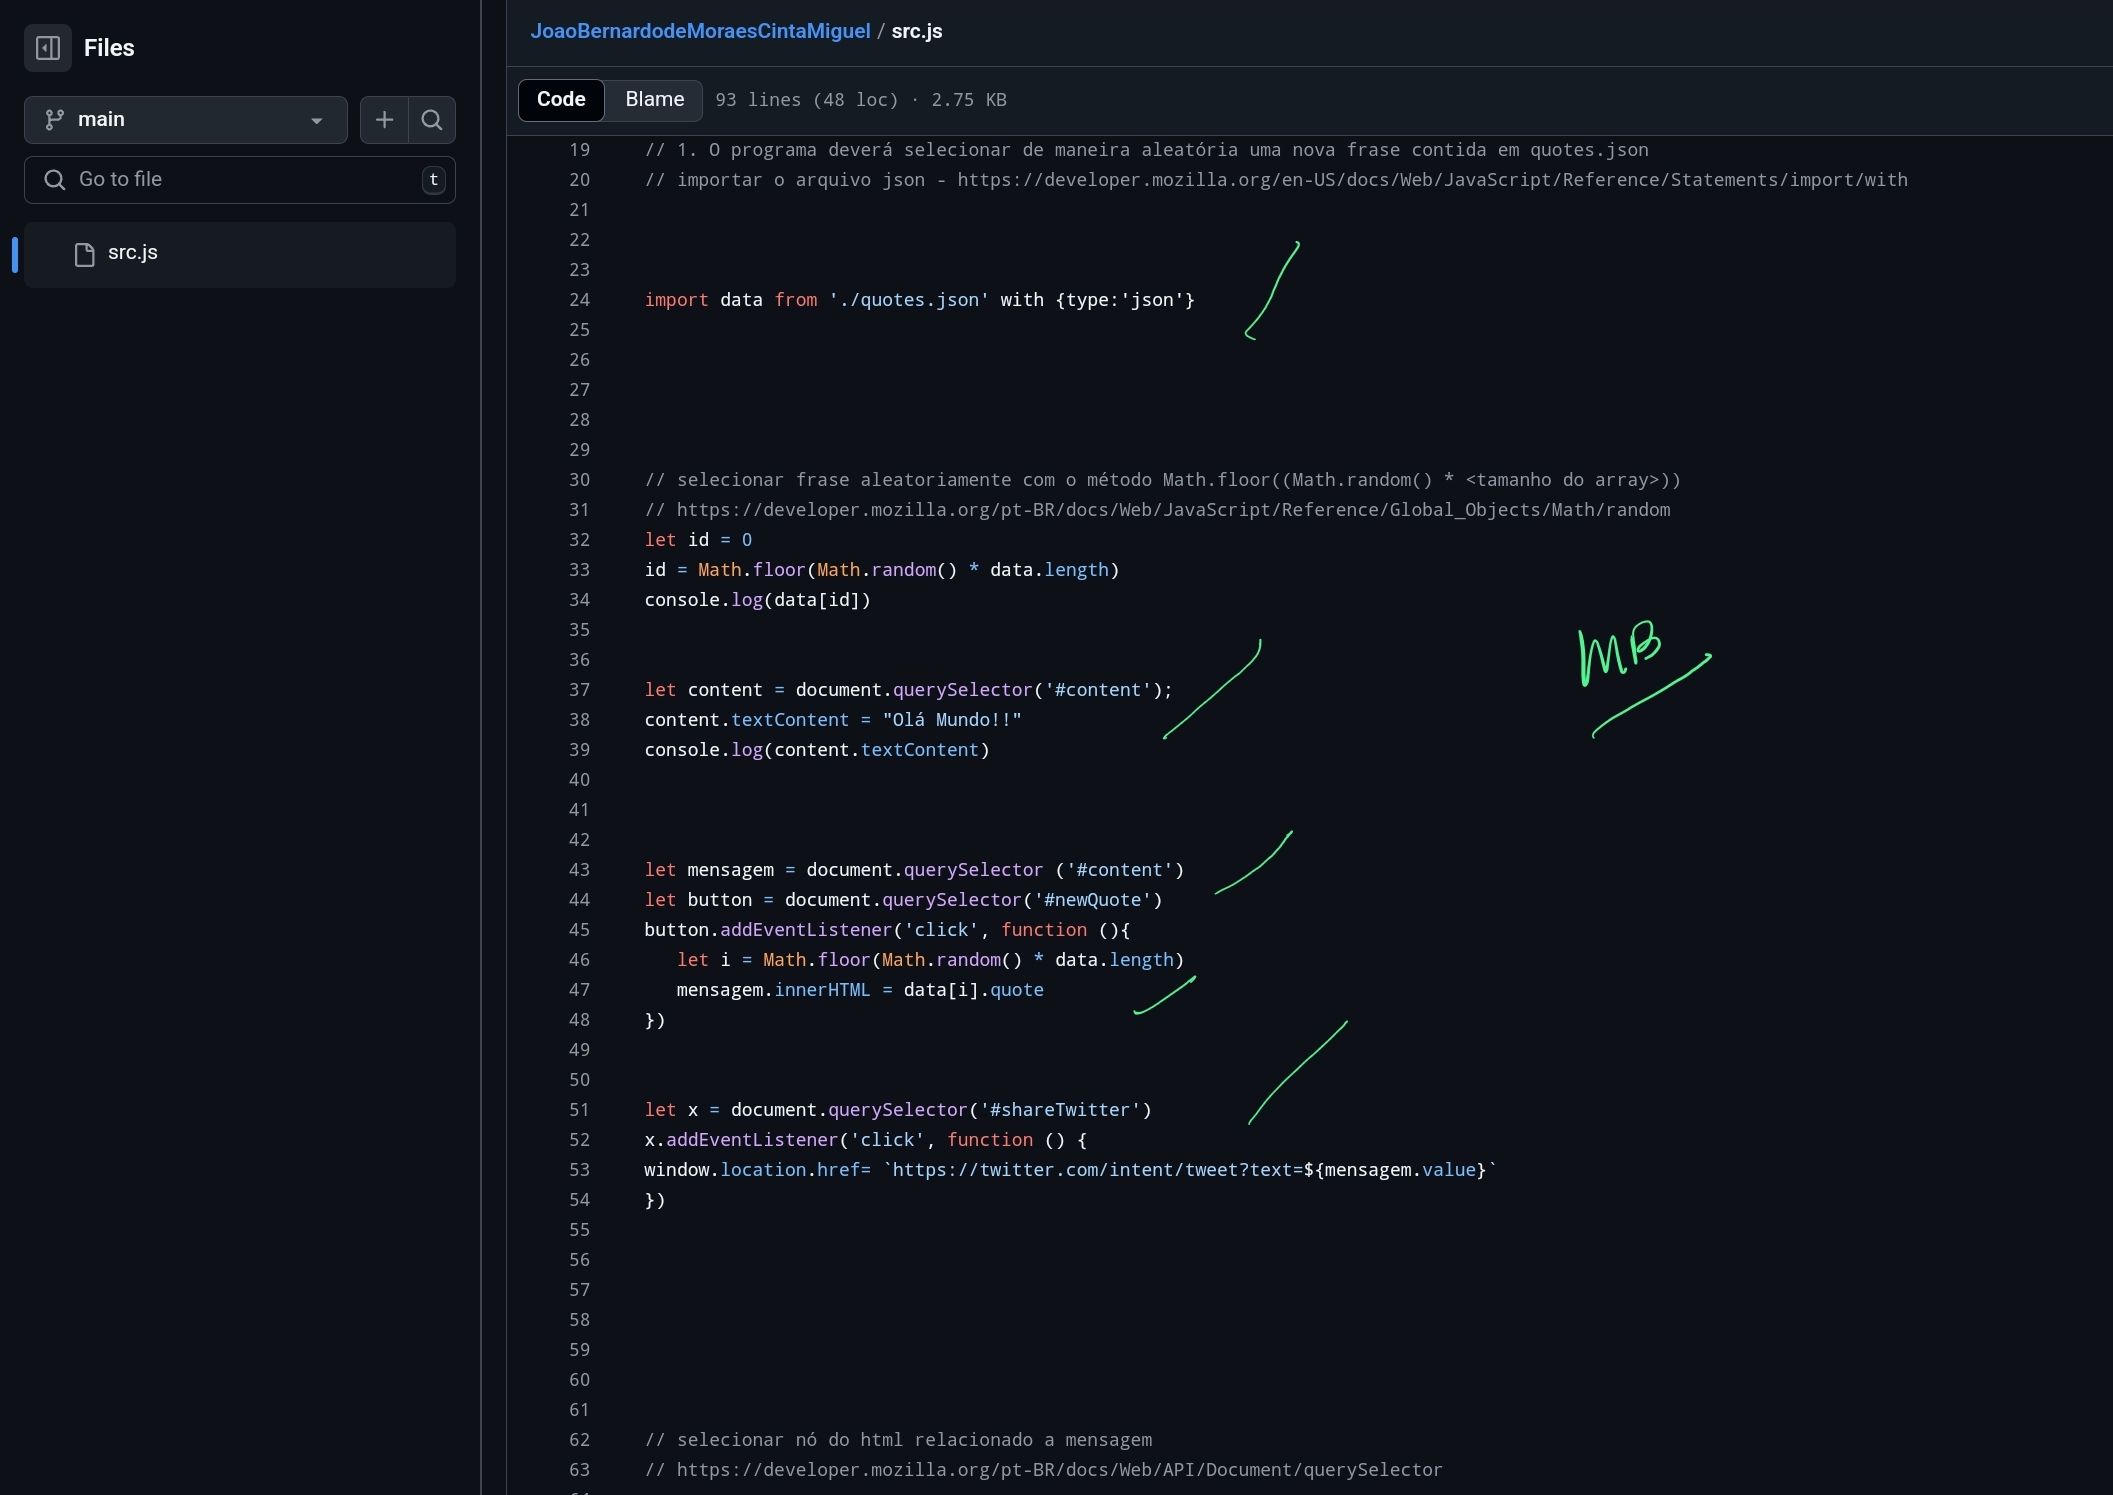 Files
main
Go to file
t
src.js
JoaoBernardodeMoraesCintaMiguel / src.js
Code Blame 93 lines (48 loc) · 2.75 KB
19 // 1. O programa deverá selecionar de maneira aleatória uma nova frase contida em quotes.json
20 // importar o arquivo json - https://developer.mozilla.org/en-US/docs/Web/JavaScript/Reference/Statements/import/with
21
22
23
24 import data from './quotes.json' with {type:'json'}
25
26
27
28
29
30 // selecionar frase aleatoriamente com o método Math.floor((Math.random() * <tamanho do array>))
31 // https://developer.mozilla.org/pt-BR/docs/Web/JavaScript/Reference/Global_Objects/Math/random
32 let id = 0
33 id = Math.floor(Math.random() * data.length)
34 console.log(data[id])
35
MB
36
37 let content = document.querySelector('#content');
38 content.textContent = "Olá Mundo!!"
39 console.log(content.textContent)
40
41
42
43 let mensagem = document.querySelector ('#content')
44 let button = document.querySelector('#newQuote')
45 button.addEventListener('click', function (){
46 let i = Math.floor(Math.random() * data.length)
47 mensagem.innerHTML = data[i].quote
48 })
49
50
51 let x = document.querySelector('#shareTwitter')
52 x.addEventListener('click', function () {
53 window.location.href= `https://twitter.com/intent/tweet?text=${mensagem.value}`
54 })
55
56
57
58
59
60
61
62 // selecionar nó do html relacionado a mensagem
63 // https://developer.mozilla.org/pt-BR/docs/Web/API/Document/querySelector